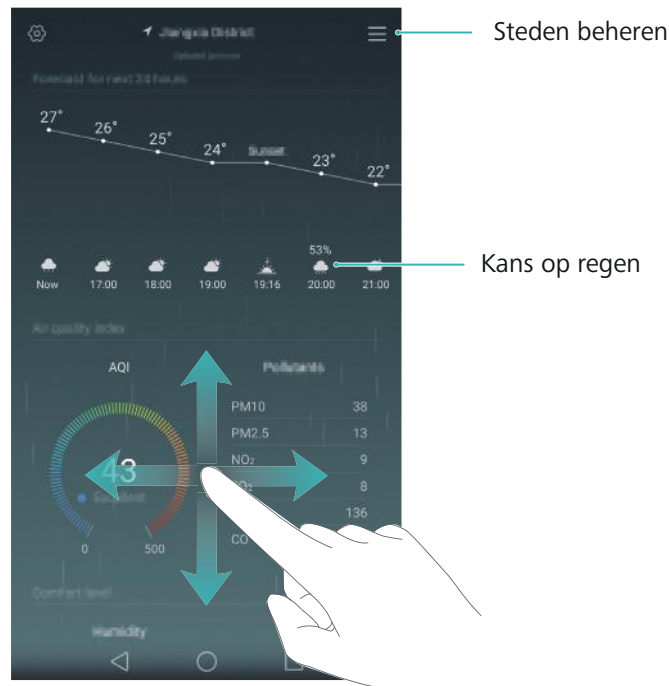 Steden beheren
Jiangxia District
Forecast for next 24 hours
27° 26° 25° 24° Sunset 23° 22°
53%
Kans op regen
Now 17:00 18:00 19:00 19:16 20:00 21:00
Air quality index
AQI
Pollutants
PM10 38
PM2.5 13
43
NO₂ 9
8
Excellent
136
0 500
CO
Comfort level
Humidity